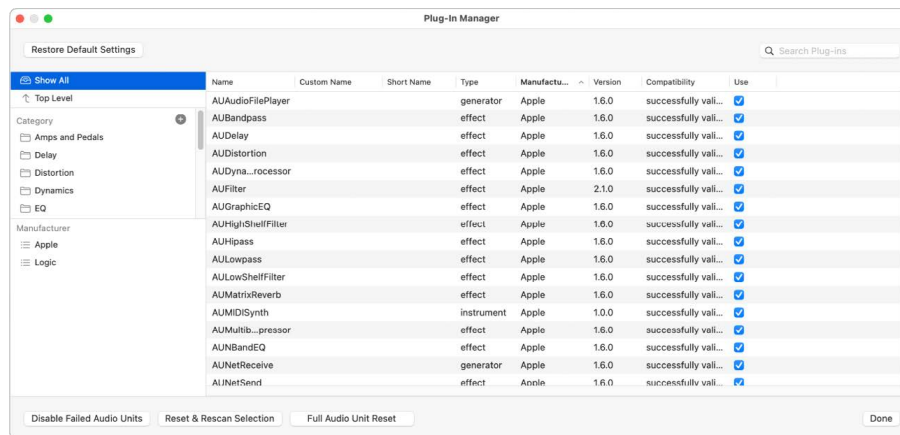 Plug-In Manager
Restore Default Settings
Search Plug-ins
Show All
Top Level
Category
Amps and Pedals
Delay
Distortion
Dynamics
EQ
Manufacturer
Apple
Logic
Name Custom Name Short Name Type Manufactu... Version Compatibility Use
AUAudioFilePlayer generator Apple 1.6.0 successfully vali...
AUBandpass effect Apple 1.6.0 successfully vali...
AUDelay effect Apple 1.6.0 successfully vali...
AUDistortion effect Apple 1.6.0 successfully vali...
AUDyna...rocessor effect Apple 1.6.0 successfully vali...
AUFilter effect Apple 2.1.0 successfully vali...
AUGraphicEQ effect Apple 1.6.0 successfully vali...
AUHighShelfFilter effect Apple 1.6.0 successfully vali...
AUHipass effect Apple 1.6.0 successfully vali...
AULowpass effect Apple 1.6.0 successfully vali...
AULowShelfFilter effect Apple 1.6.0 successfully vali...
AUMatrixReverb effect Apple 1.6.0 successfully vali...
AUMIDISynth instrument Apple 1.0.0 successfully vali...
AUMultib...pressor effect Apple 1.6.0 successfully vali...
AUNBandEQ effect Apple 1.6.0 successfully vali...
AUNetReceive generator Apple 1.6.0 successfully vali...
AUNetSend effect Apple 1.6.0 successfully vali...
Disable Failed Audio Units Reset & Rescan Selection Full Audio Unit Reset Done